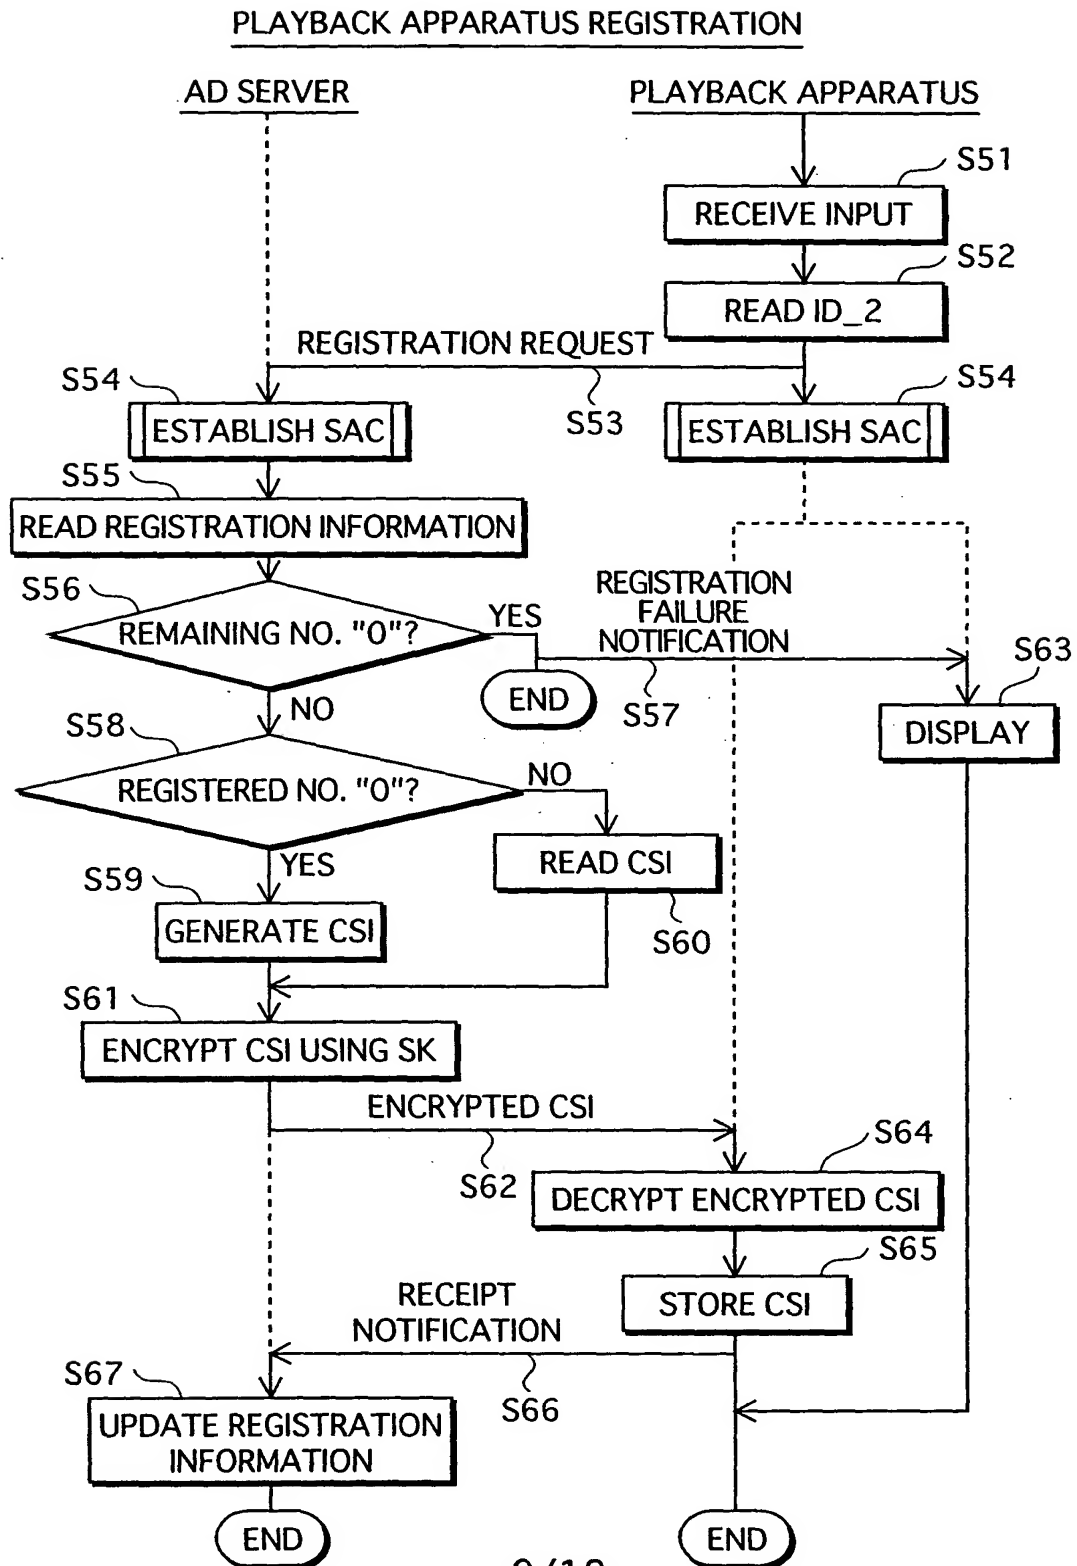 PLAYBACK APPARATUS REGISTRATION
AD SERVER
PLAYBACK APPARATUS
S51
RECEIVE INPUT
S52
READ ID_2
REGISTRATION REQUEST
S53
S54
ESTABLISH SAC
S54
ESTABLISH SAC
S55
READ REGISTRATION INFORMATION
S56
REMAINING NO. "0"?
YES
REGISTRATION
FAILURE
NOTIFICATION
S57
END
S63
DISPLAY
NO
S58
REGISTERED NO. "0"?
NO
READ CSI
S60
YES
S59
GENERATE CSI
S61
ENCRYPT CSI USING SK
ENCRYPTED CSI
S62
S64
DECRYPT ENCRYPTED CSI
S65
STORE CSI
RECEIPT
NOTIFICATION
S66
S67
UPDATE REGISTRATION
INFORMATION
END
END